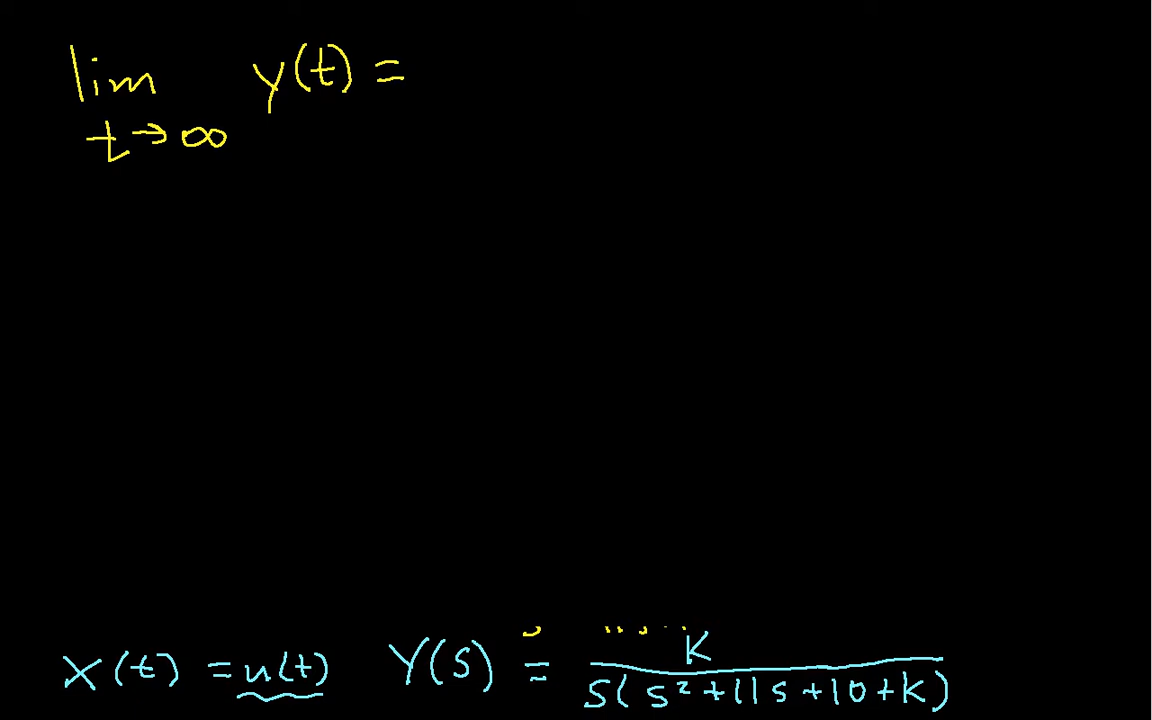 lim y(t) =
t→∞
K
X(t) = u(t) Y(s) =
s(s²+11s+10+K)